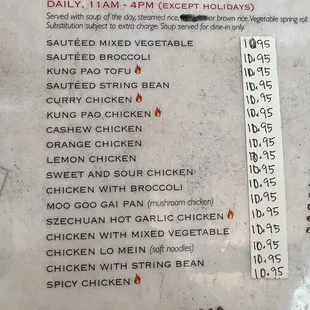 DAILY, 11AM - 4PM (EXCEPT HOLIDAYS)
Served with soup of the day, steamed rice, or brown rice. Vegetable spring roll
Substitution subject to extra charge. Soup served for dine-in only.
SAUTÉED MIXED VEGETABLE 10.95
SAUTÉED BROCCOLI 10.95
KUNG PAO TOFU 10.95
SAUTÉED STRING BEAN 10.95
CURRY CHICKEN 10.95
KUNG PAO CHICKEN 10.95
CASHEW CHICKEN 10.95
ORANGE CHICKEN 10.95
LEMON CHICKEN 10.95
SWEET AND SOUR CHICKEN 10.95
CHICKEN WITH BROCCOLI 10.95
MOO GOO GAI PAN (mushroom chicken) 10.95
SZECHUAN HOT GARLIC CHICKEN 10.95
CHICKEN WITH MIXED VEGETABLE 10.95
CHICKEN LO MEIN (soft noodles) 10.95
CHICKEN WITH STRING BEAN 10.95
SPICY CHICKEN 10.95